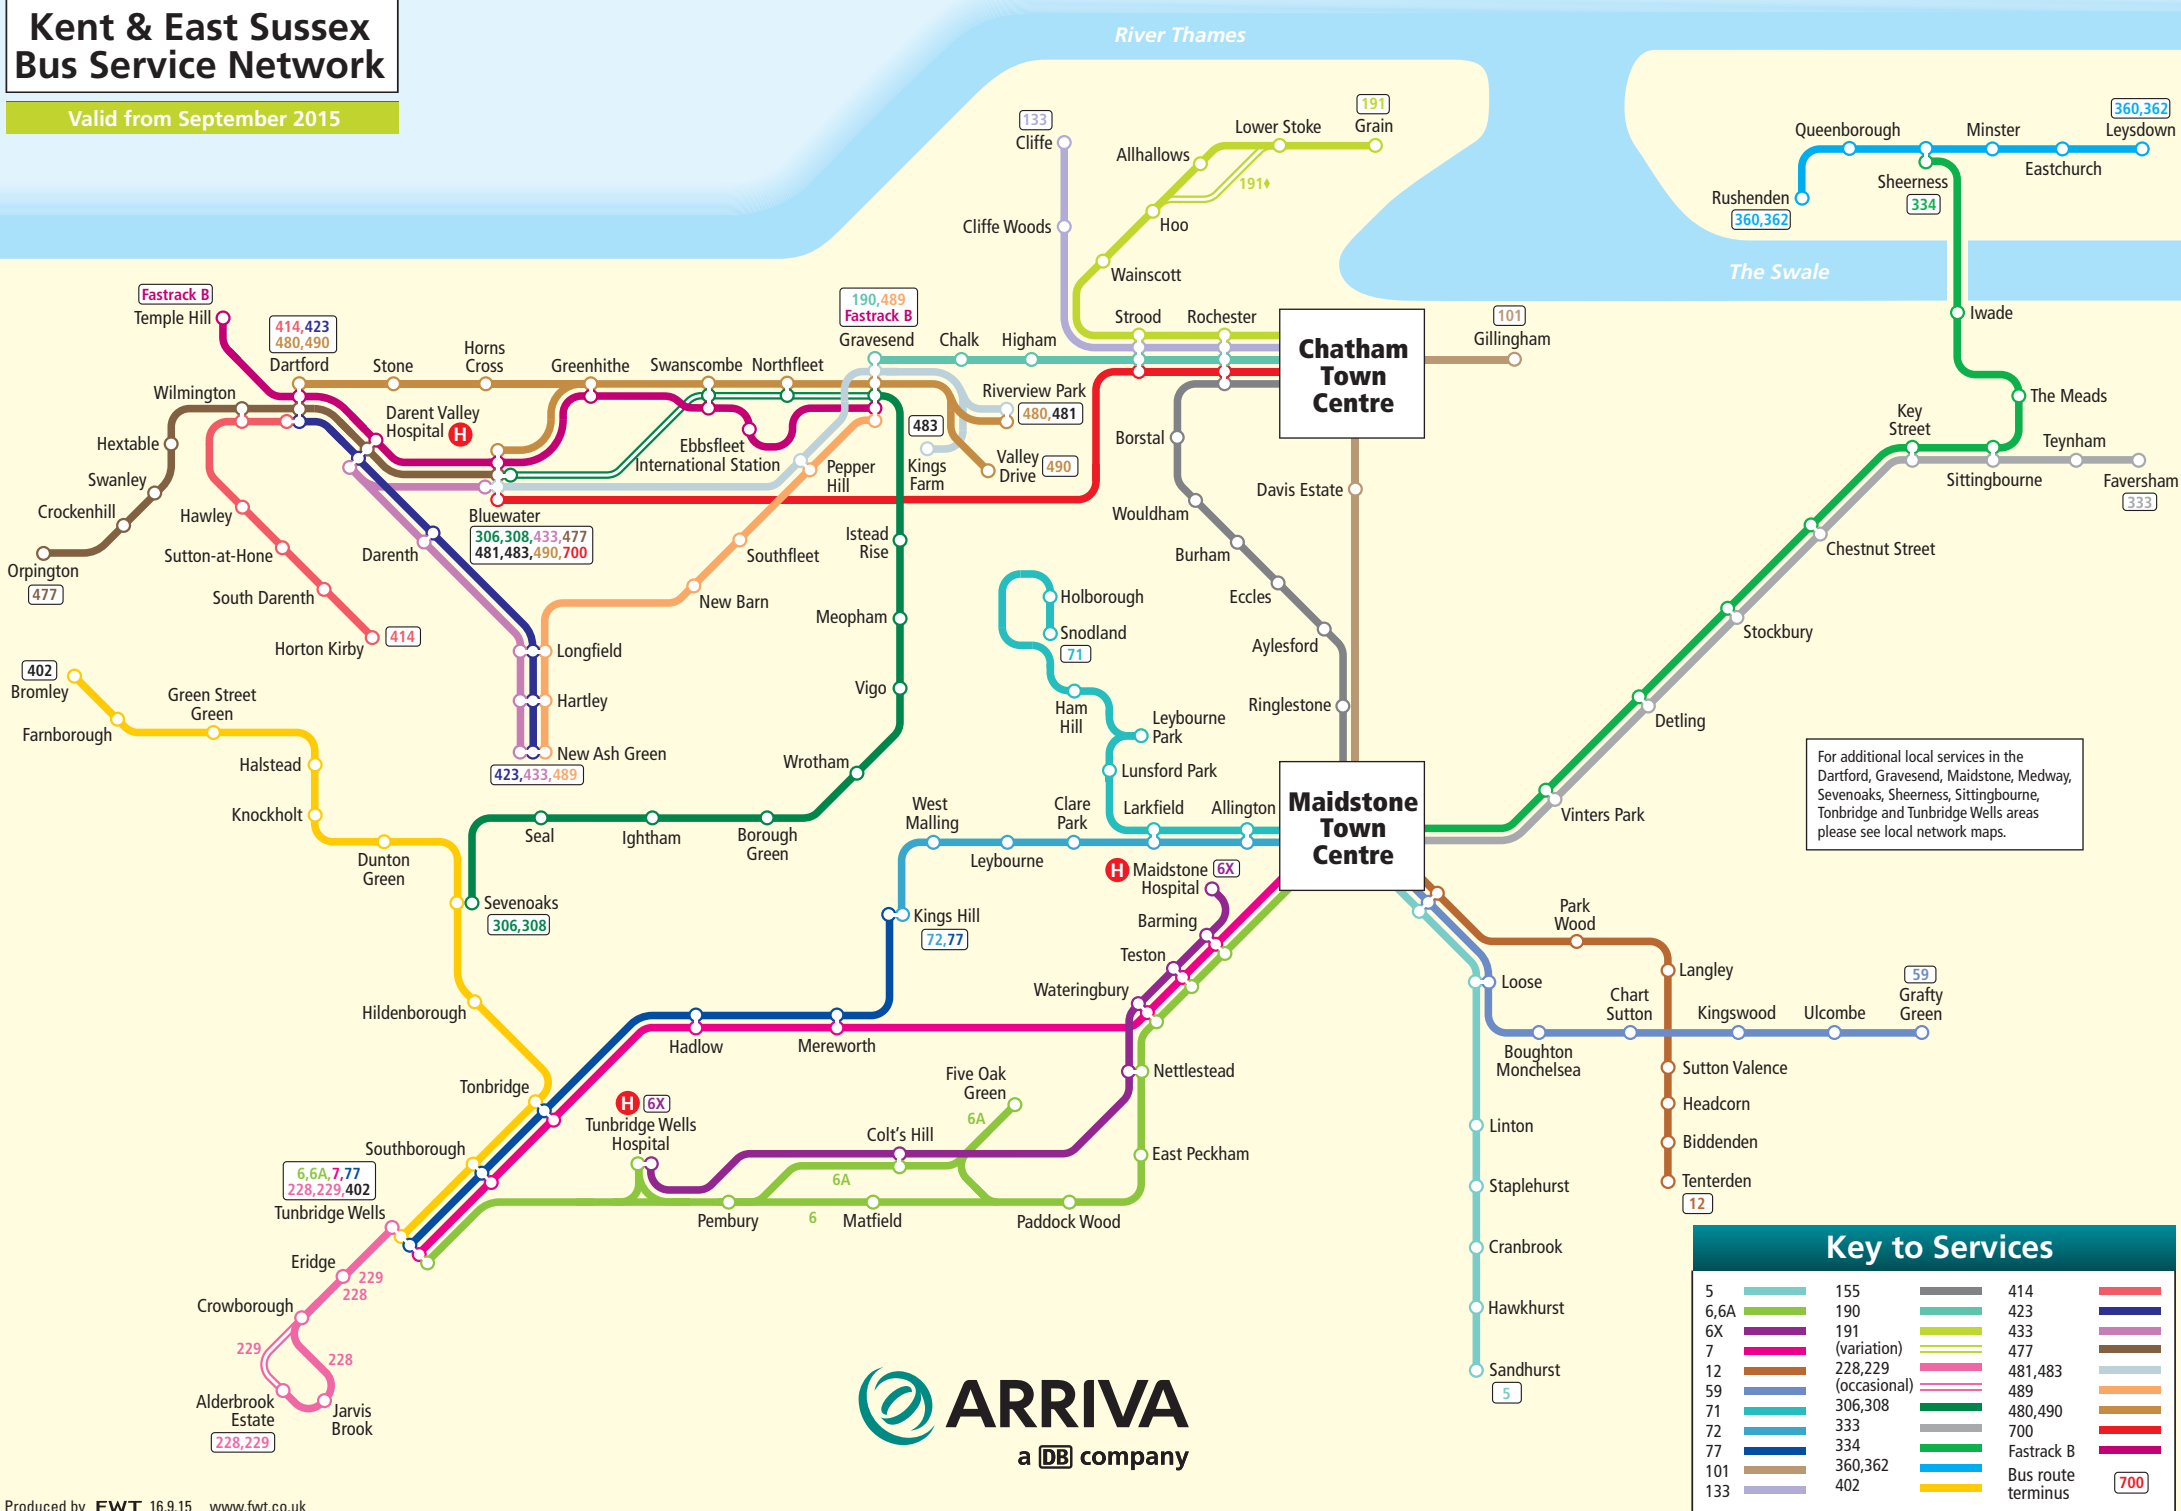 Kent & East Sussex
Bus Service Network
Valid from September 2015
River Thames
The Swale
133
Cliffe
Cliffe Woods
191
Grain
Lower Stoke
Allhallows
191♦
Hoo
Wainscott
Strood
Rochester
Chatham
Town
Centre
101
Gillingham
360,362
Leysdown
Queenborough
Minster
Eastchurch
Sheerness
334
Rushenden
360,362
Iwade
The Meads
Key
Street
Teynham
Sittingbourne
Faversham
333
Chestnut Street
Stockbury
Detling
Vinters Park
Fastrack B
Temple Hill
414,423
480,490
Dartford
Stone
Horns
Cross
Greenhithe
Swanscombe
Northfleet
190,489
Fastrack B
Gravesend
Chalk
Higham
Wilmington
Darent Valley
Hospital
H
Riverview Park
480,481
483
Kings
Farm
Valley
Drive
490
Hextable
Swanley
Crockenhill
Orpington
477
Hawley
Sutton-at-Hone
South Darenth
Horton Kirby
414
Darenth
Bluewater
306,308,433,477
481,483,490,700
Ebbsfleet
International Station
Pepper
Hill
Southfleet
New Barn
Longfield
Hartley
New Ash Green
423,433,489
Istead
Rise
Meopham
Vigo
Wrotham
Borough
Green
Ightham
Seal
Sevenoaks
306,308
Borstal
Wouldham
Burham
Eccles
Aylesford
Ringlestone
Davis Estate
Holborough
Snodland
71
Ham
Hill
Leybourne
Park
Lunsford Park
Larkfield
Allington
Clare
Park
Leybourne
West
Malling
Maidstone
Town
Centre
For additional local services in the
Dartford, Gravesend, Maidstone, Medway,
Sevenoaks, Sheerness, Sittingbourne,
Tonbridge and Tunbridge Wells areas
please see local network maps.
402
Bromley
Farnborough
Green Street
Green
Halstead
Knockholt
Dunton
Green
Hildenborough
Tonbridge
Southborough
6,6A,7,77
228,229,402
Tunbridge Wells
Eridge
229
228
Crowborough
229
228
Alderbrook
Estate
228,229
Jarvis
Brook
Kings Hill
72,77
H
Maidstone
Hospital
6X
Barming
Teston
Wateringbury
Hadlow
Mereworth
Nettlestead
East Peckham
H
6X
Tunbridge Wells
Hospital
Five Oak
Green
6A
Colt's Hill
6A
Pembury
6
Matfield
Paddock Wood
Park
Wood
Langley
Loose
Boughton
Monchelsea
Chart
Sutton
Kingswood
Ulcombe
59
Grafty
Green
Sutton Valence
Headcorn
Biddenden
Tenterden
12
Linton
Staplehurst
Cranbrook
Hawkhurst
Sandhurst
5
ARRIVA
a DB company
Key to Services
5
6,6A
6X
7
12
59
71
72
77
101
133
155
190
191
(variation)
228,229
(occasional)
306,308
333
334
360,362
402
414
423
433
477
481,483
489
480,490
700
Fastrack B
Bus route
terminus
700
Produced by FWT 16.9.15 www.fwt.co.uk